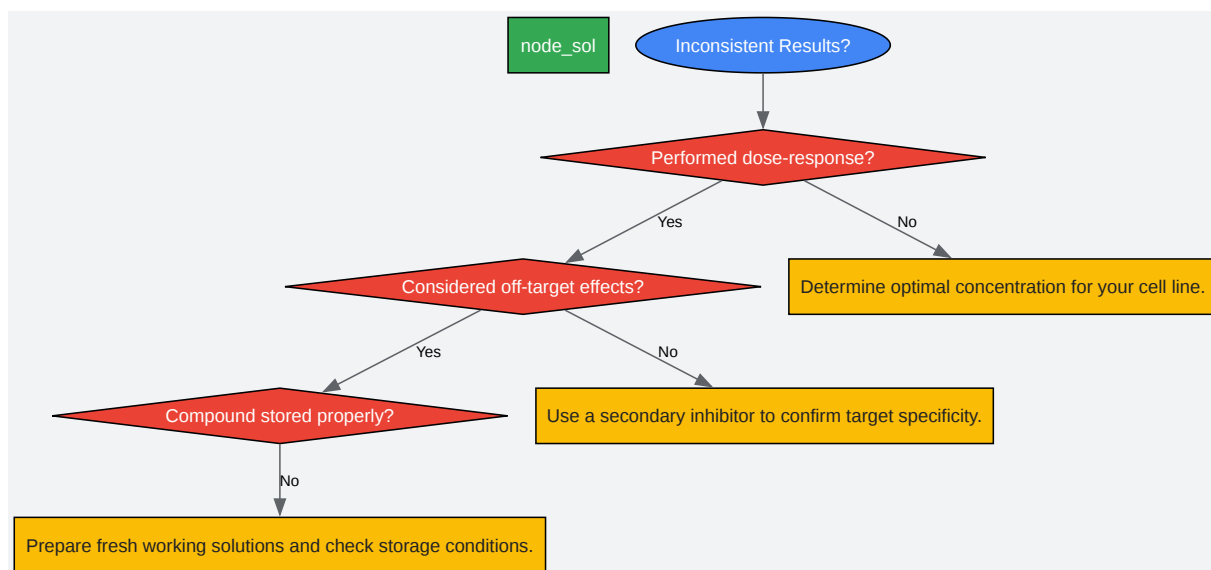 node_sol
Inconsistent Results?
Performed dose-response?
Yes
No
Considered off-target effects?
Determine optimal concentration for your cell line.
Yes
No
Compound stored properly?
Use a secondary inhibitor to confirm target specificity.
No
Prepare fresh working solutions and check storage conditions.